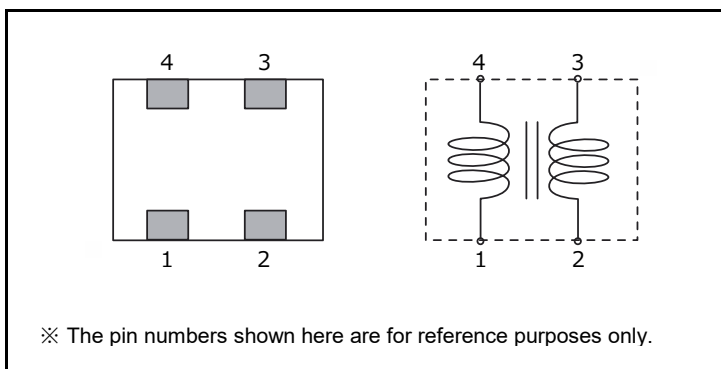 4 3
4 3
1 2
1 2
※ The pin numbers shown here are for reference purposes only.